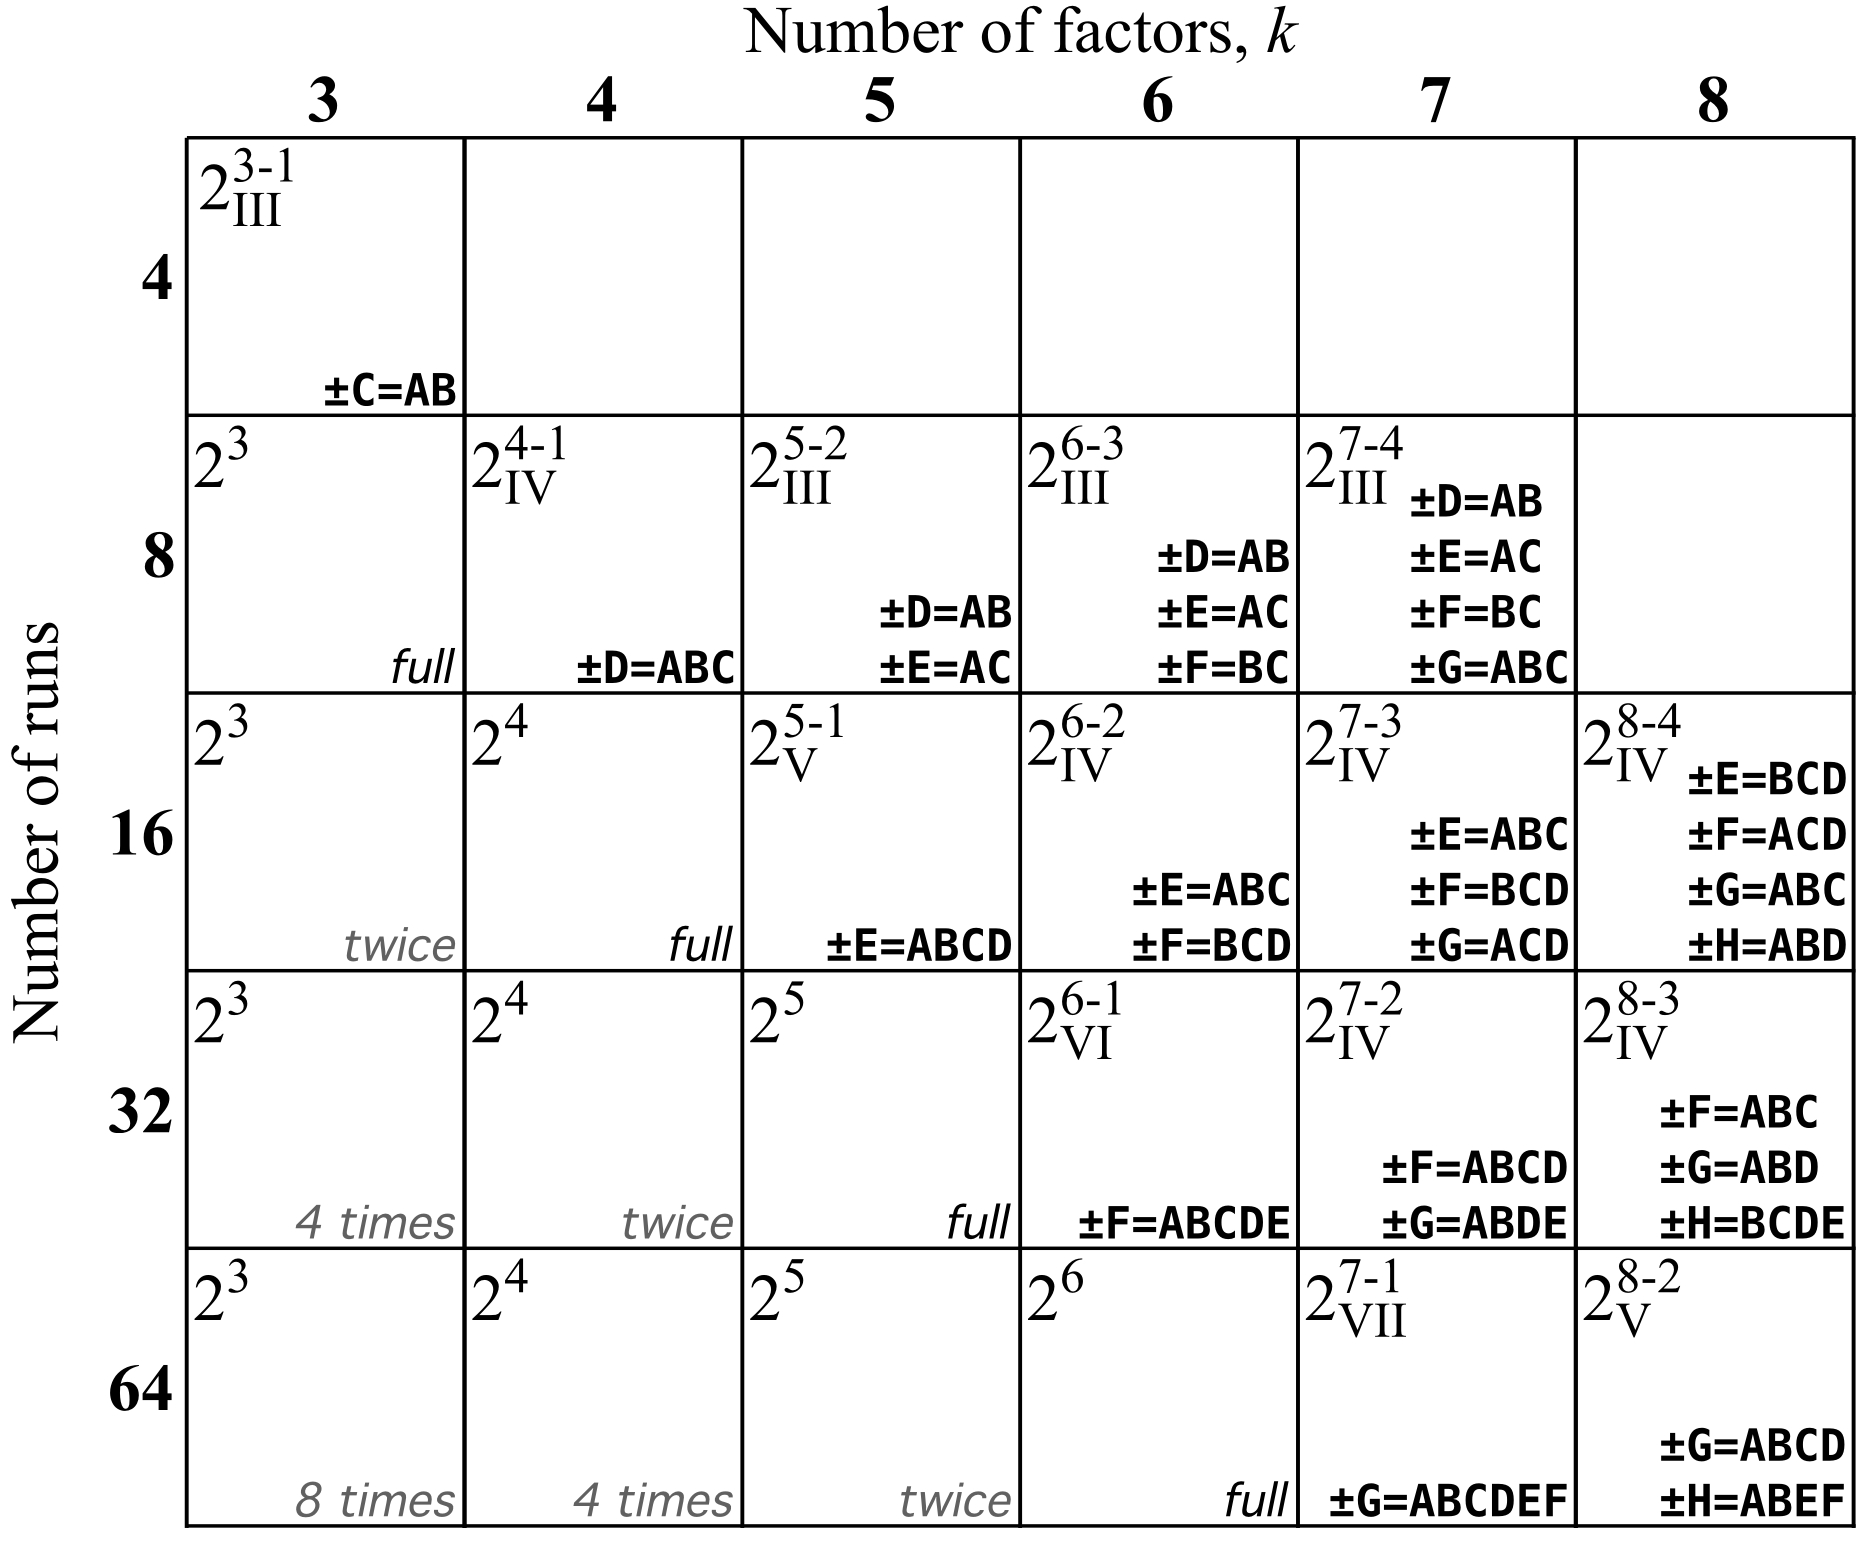 Number of factors, k
3 4 5 6 7 8
Number of runs
4
2^{3-1}_{III}
±C=AB
8
2^3
full
2^{4-1}_{IV}
±D=ABC
2^{5-2}_{III}
±D=AB
±E=AC
2^{6-3}_{III}
±D=AB
±E=AC
±F=BC
2^{7-4}_{III}
±D=AB
±E=AC
±F=BC
±G=ABC
16
2^3
twice
2^4
full
2^{5-1}_{V}
±E=ABCD
2^{6-2}_{IV}
±E=ABC
±F=BCD
2^{7-3}_{IV}
±E=ABC
±F=BCD
±G=ACD
2^{8-4}_{IV}
±E=BCD
±F=ACD
±G=ABC
±H=ABD
32
2^3
4 times
2^4
twice
2^5
full
2^{6-1}_{VI}
±F=ABCDE
2^{7-2}_{IV}
±F=ABCD
±G=ABDE
2^{8-3}_{IV}
±F=ABC
±G=ABD
±H=BCDE
64
2^3
8 times
2^4
4 times
2^5
twice
2^6
full
2^{7-1}_{VII}
±G=ABCDEF
2^{8-2}_{V}
±G=ABCD
±H=ABEF